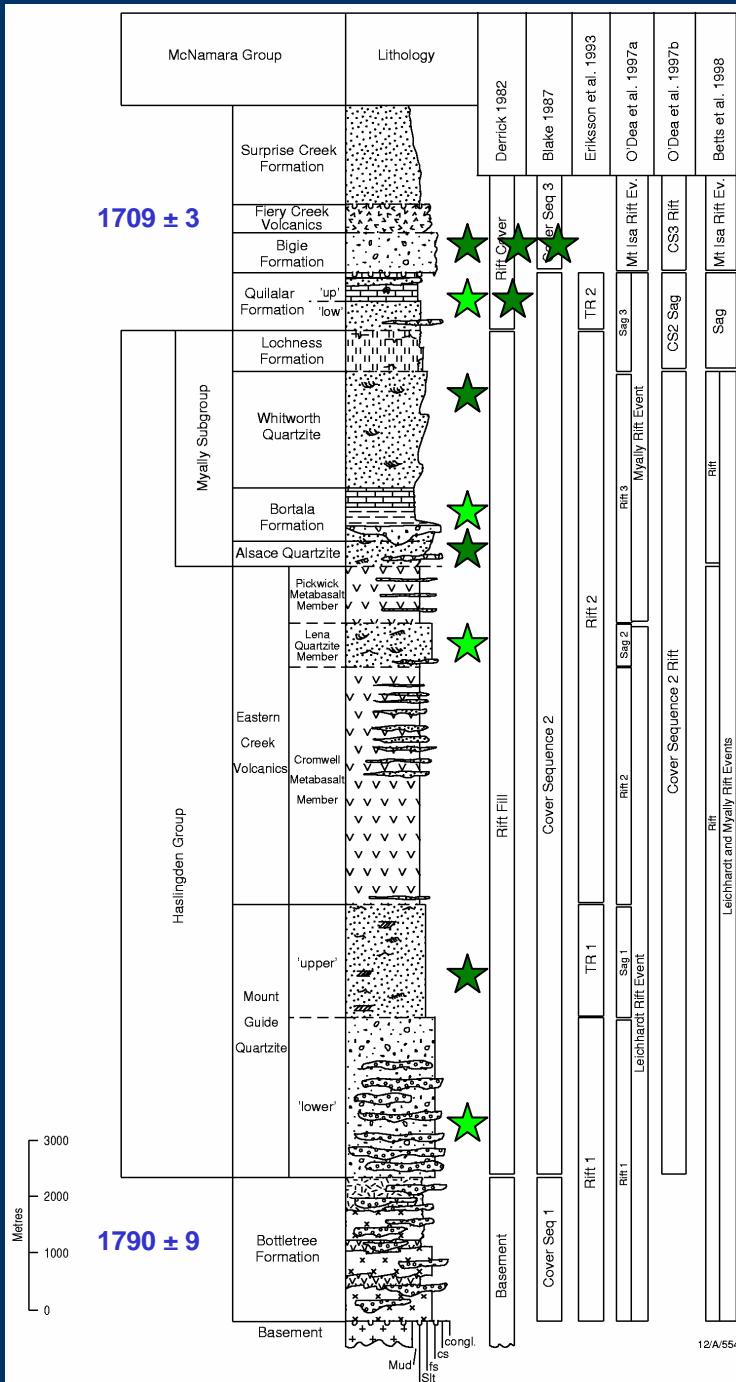 McNamara Group
Lithology
Derrick 1982
Blake 1987
Eriksson et al. 1993
O'Dea et al. 1997a
O'Dea et al. 1997b
Betts et al. 1998
Surprise Creek
Formation
1709 ± 3
Fiery Creek
Volcanics
Bigie
Formation
Rift Cover
Cover Seq 3
Mt Isa Rift Ev.
CS3 Rift
Mt Isa Rift Ev.
Quilalar
Formation
'up'
'low'
TR 2
Sag 3
CS2 Sag
Sag
Lochness
Formation
Myally Subgroup
Whitworth
Quartzite
Bortala
Formation
Alsace Quartzite
Rift 3
Myally Rift Event
Rift
Pickwick
Metabasalt
Member
Lena
Quartzite
Member
Rift 2
Sag 2
Eastern
Creek
Volcanics
Cromwell
Metabasalt
Member
Haslingden Group
Rift Fill
Cover Sequence 2
Rift 2
Cover Sequence 2 Rift
Rift
Leichhardt and Myally Rift Events
Mount
Guide
Quartzite
'upper'
'lower'
TR 1
Sag 1
Leichhardt Rift Event
Metres
3000
2000
1000
0
1790 ± 9
Bottletree
Formation
Basement
Cover Seq 1
Rift 1
Rift 1
Basement
Mud
Slt
fs
cs
congl.
12/A/554